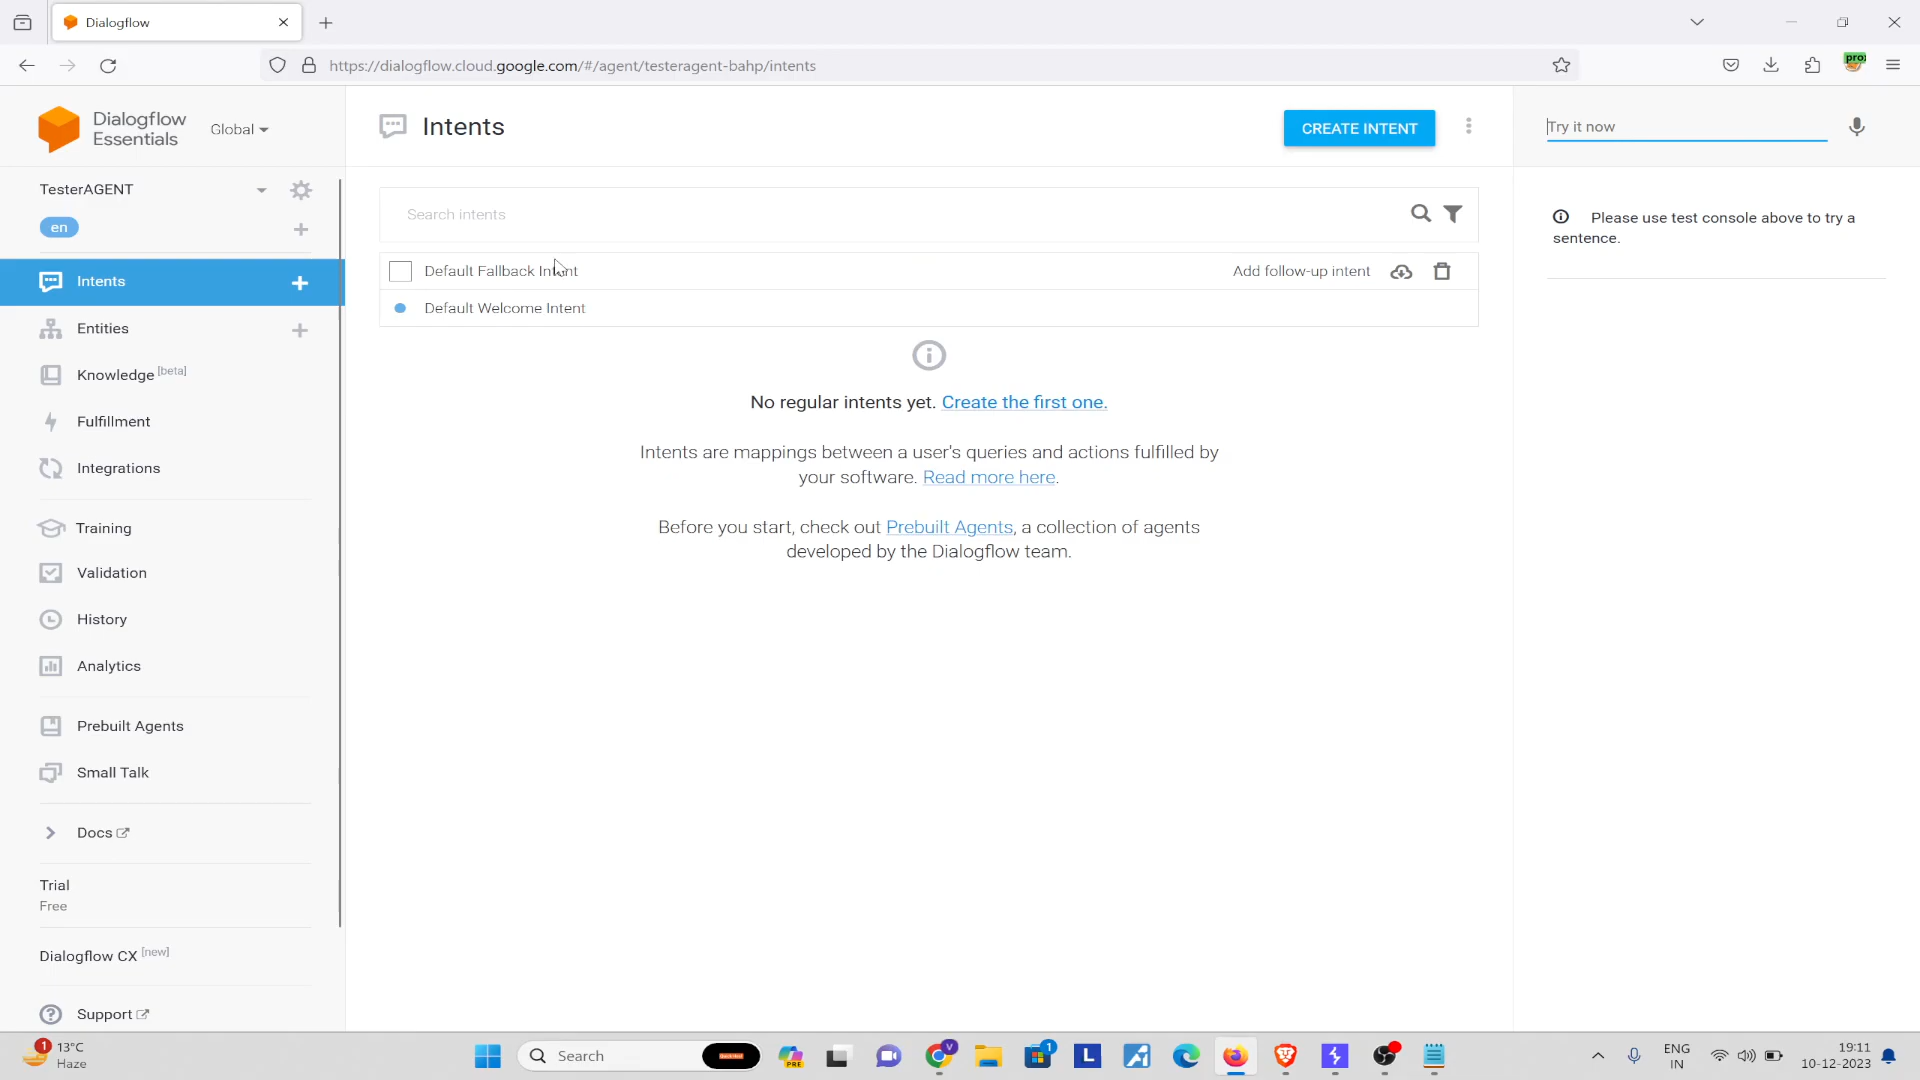 Dialogflow
https://dialogflow.cloud.google.com/#/agent/testeragent-bahp/intents
Dialogflow
Essentials
Global
TesterAGENT
en
Intents
Entities
Knowledge [beta]
Fulfillment
Integrations
Training
Validation
History
Analytics
Prebuilt Agents
Small Talk
Docs
Trial
Free
Dialogflow CX [new]
Support
Intents
CREATE INTENT
Search intents
Default Fallback Intent
Add follow-up intent
Default Welcome Intent
No regular intents yet. Create the first one.
Intents are mappings between a user's queries and actions fulfilled by
your software. Read more here.
Before you start, check out Prebuilt Agents, a collection of agents
developed by the Dialogflow team.
Try it now
Please use test console above to try a
sentence.
1
13°C
Haze
Search
PRE
V
1
L
ENG
IN
19:11
10-12-2023